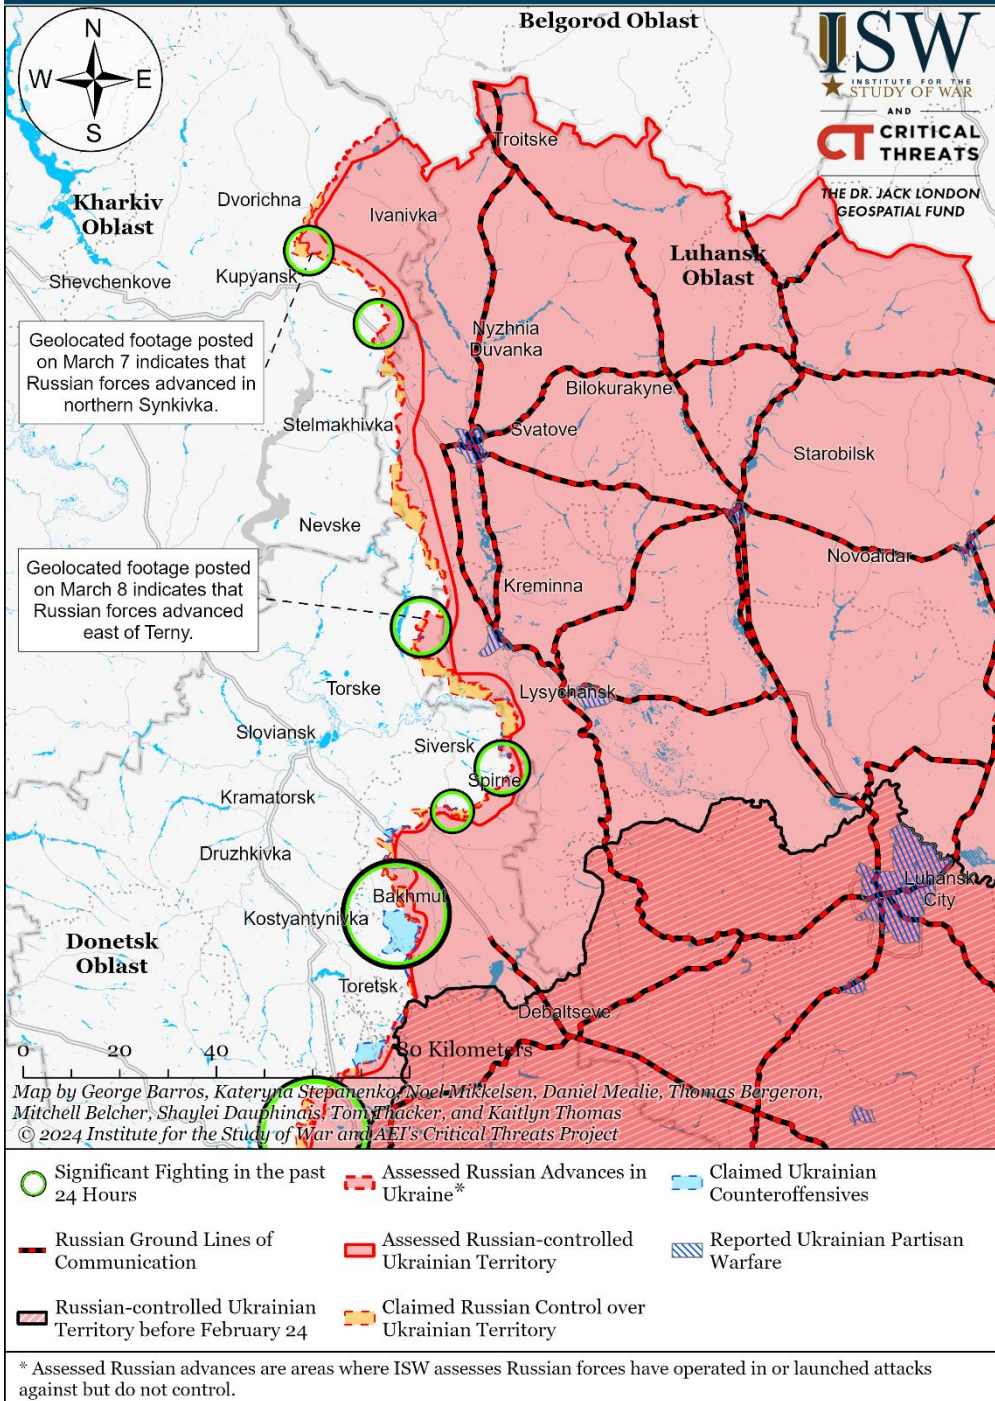 Belgorod Oblast
N
W
E
S
ISW
INSTITUTE FOR THE
STUDY OF WAR
AND
CT CRITICAL
THREATS
THE DR. JACK LONDON
GEOSPATIAL FUND
Troitske
Kharkiv
Oblast
Dvorichna
Ivanivka
Luhansk
Oblast
Shevchenkove
Kupyansk
Geolocated footage posted
on March 7 indicates that
Russian forces advanced in
northern Synkivka.
Nyzhnia
Duvanka
Bilokurakyne
Stelmakhivka
Svatove
Starobilsk
Nevske
Novoaidar
Geolocated footage posted
on March 8 indicates that
Russian forces advanced
east of Terny.
Kreminna
Torske
Lysychansk
Sloviansk
Siversk
Spirne
Kramatorsk
Druzhkivka
Luhansk
City
Bakhmut
Kostyantynivka
Donetsk
Oblast
Toretsk
Debaltseve
0 20 40 80 Kilometers
Map by George Barros, Kateryna Stepanenko, Noel Mikkelsen, Daniel Mealie, Thomas Bergeron,
Mitchell Belcher, Shaylei Dauphinais, Tom Thacker, and Kaitlyn Thomas
© 2024 Institute for the Study of War and AEI's Critical Threats Project
Significant Fighting in the past
24 Hours
Assessed Russian Advances in
Ukraine*
Claimed Ukrainian
Counteroffensives
Russian Ground Lines of
Communication
Assessed Russian-controlled
Ukrainian Territory
Reported Ukrainian Partisan
Warfare
Russian-controlled Ukrainian
Territory before February 24
Claimed Russian Control over
Ukrainian Territory
* Assessed Russian advances are areas where ISW assesses Russian forces have operated in or launched attacks
against but do not control.